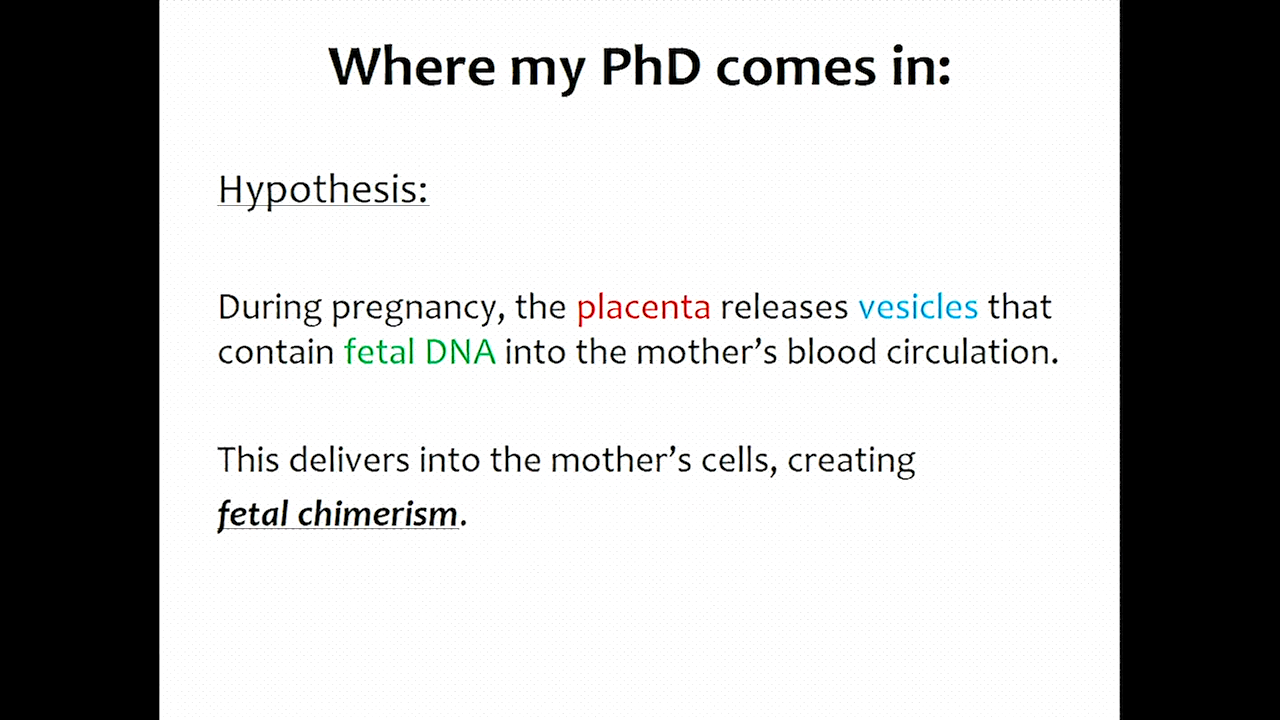 Where my PhD comes in:
Hypothesis:
During pregnancy, the placenta releases vesicles that
contain fetal DNA into the mother’s blood circulation.
This delivers into the mother’s cells, creating
fetal chimerism.